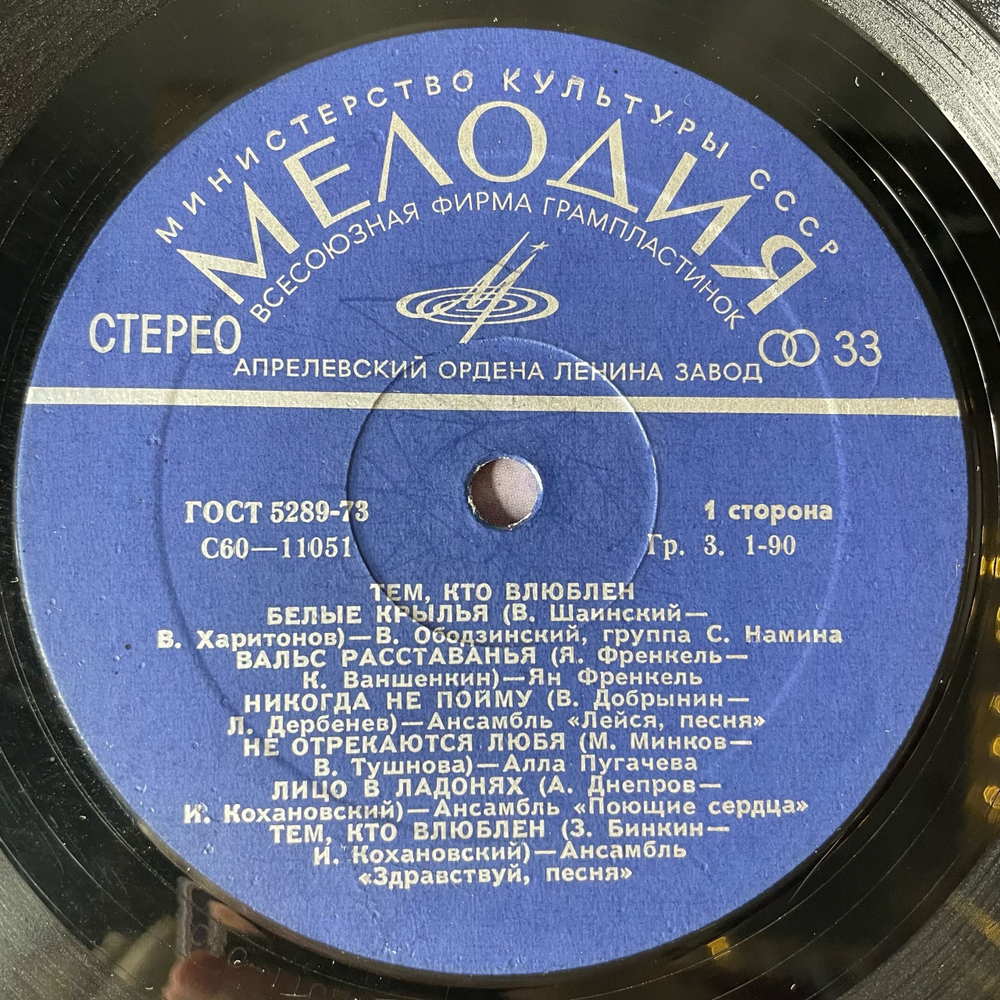 МИНИСТЕРСТВО КУЛЬТУРЫ СССР
МЕЛОДИЯ
ВСЕСОЮЗНАЯ ФИРМА ГРАМПЛАСТИНОК
СТЕРЕО
33
АПРЕЛЕВСКИЙ ОРДЕНА ЛЕНИНА ЗАВОД
ГОСТ 5289-73
1 сторона
С60—11051
Гр. 3. 1-90
ТЕМ, КТО ВЛЮБЛЕН
БЕЛЫЕ КРЫЛЬЯ (В. Шаинский—
В. Харитонов)—В. Ободзинский, группа С. Намина
ВАЛЬС РАССТАВАНЬЯ (Я. Френкель—
К. Ваншенкин)—Ян Френкель
НИКОГДА НЕ ПОЙМУ (В. Добрынин—
Л. Дербенев)—Ансамбль «Лейся, песня»
НЕ ОТРЕКАЮТСЯ ЛЮБЯ (М. Минков—
В. Тушнова)—Алла Пугачева
ЛИЦО В ЛАДОНЯХ (А. Днепров—
И. Кохановский)—Ансамбль «Поющие сердца»
ТЕМ, КТО ВЛЮБЛЕН (З. Бинкин—
И. Кохановский)—Ансамбль
«Здравствуй, песня»